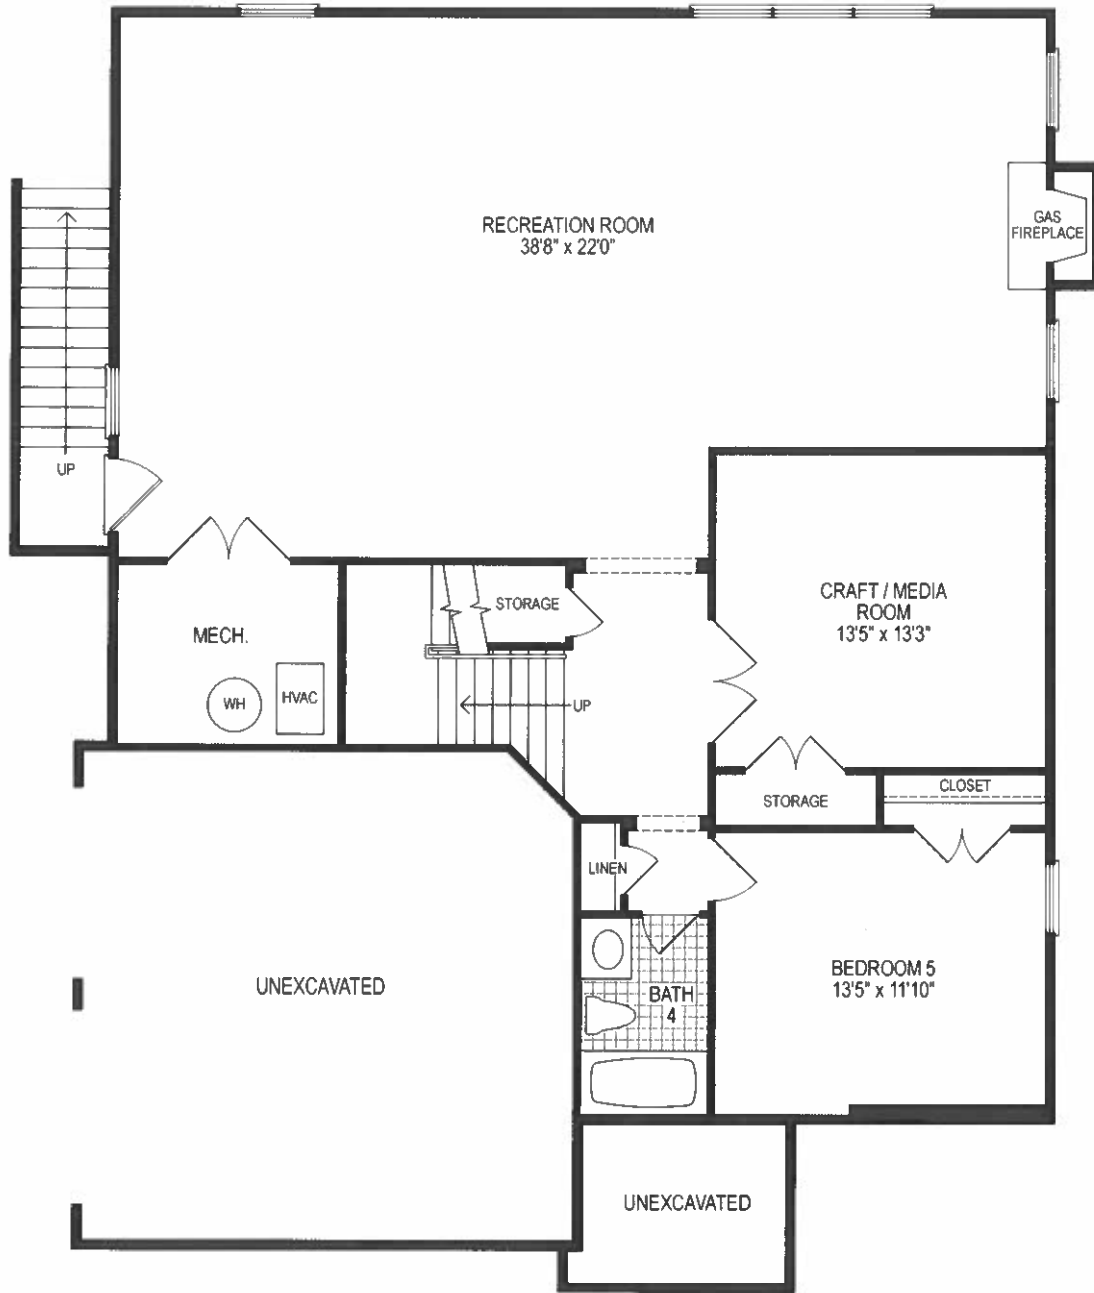 RECREATION ROOM
38'8" x 22'0"
GAS
FIREPLACE
UP
STORAGE
CRAFT / MEDIA
ROOM
13'5" x 13'3"
MECH.
WH
HVAC
UP
STORAGE
CLOSET
LINEN
UNEXCAVATED
BATH
4
BEDROOM 5
13'5" x 11'10"
UNEXCAVATED